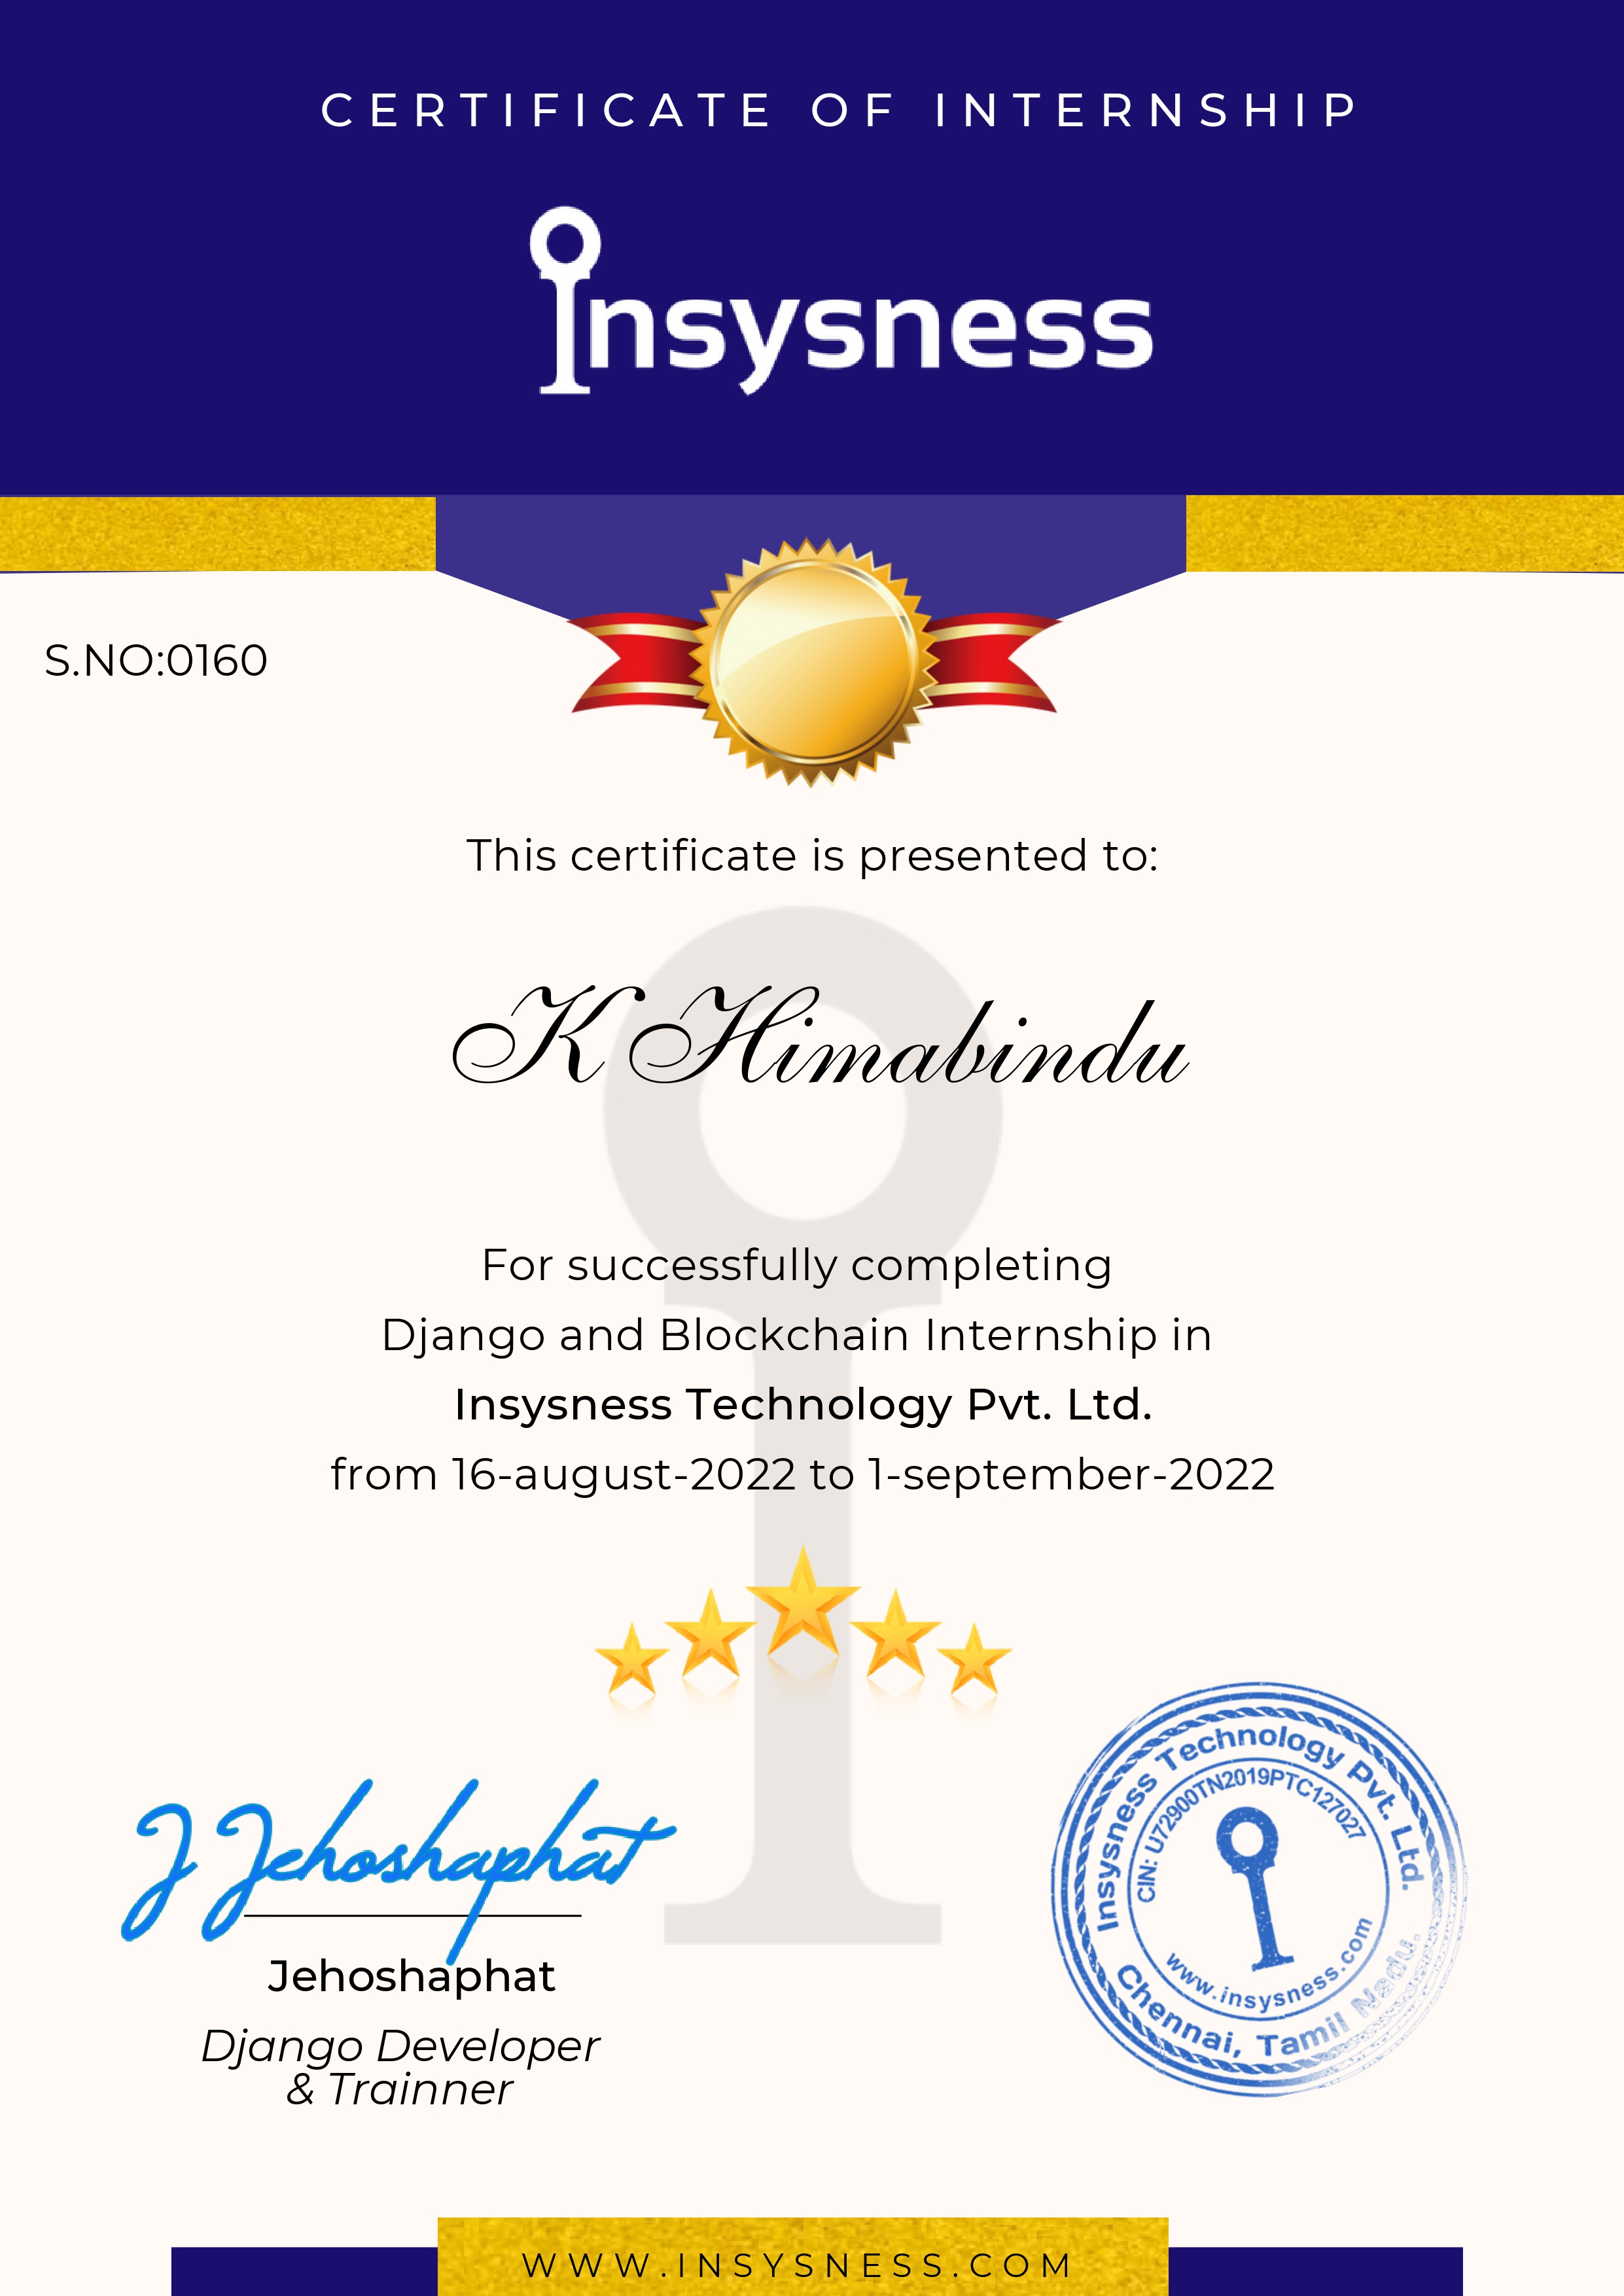 CERTIFICATE OF INTERNSHIP
Insysness
S.NO:0160
This certificate is presented to:
K Himabindu
For successfully completing
Django and Blockchain Internship in
Insysness Technology Pvt. Ltd.
from 16-august-2022 to 1-september-2022
J Jehoshaphat
Jehoshaphat
Django Developer
& Trainner
Insysness Technology Pvt. Ltd.
CIN: U72900TN2019PTC127027
www.insysness.com
Chennai, Tamil Nadu.
WWW.INSYSNESS.COM